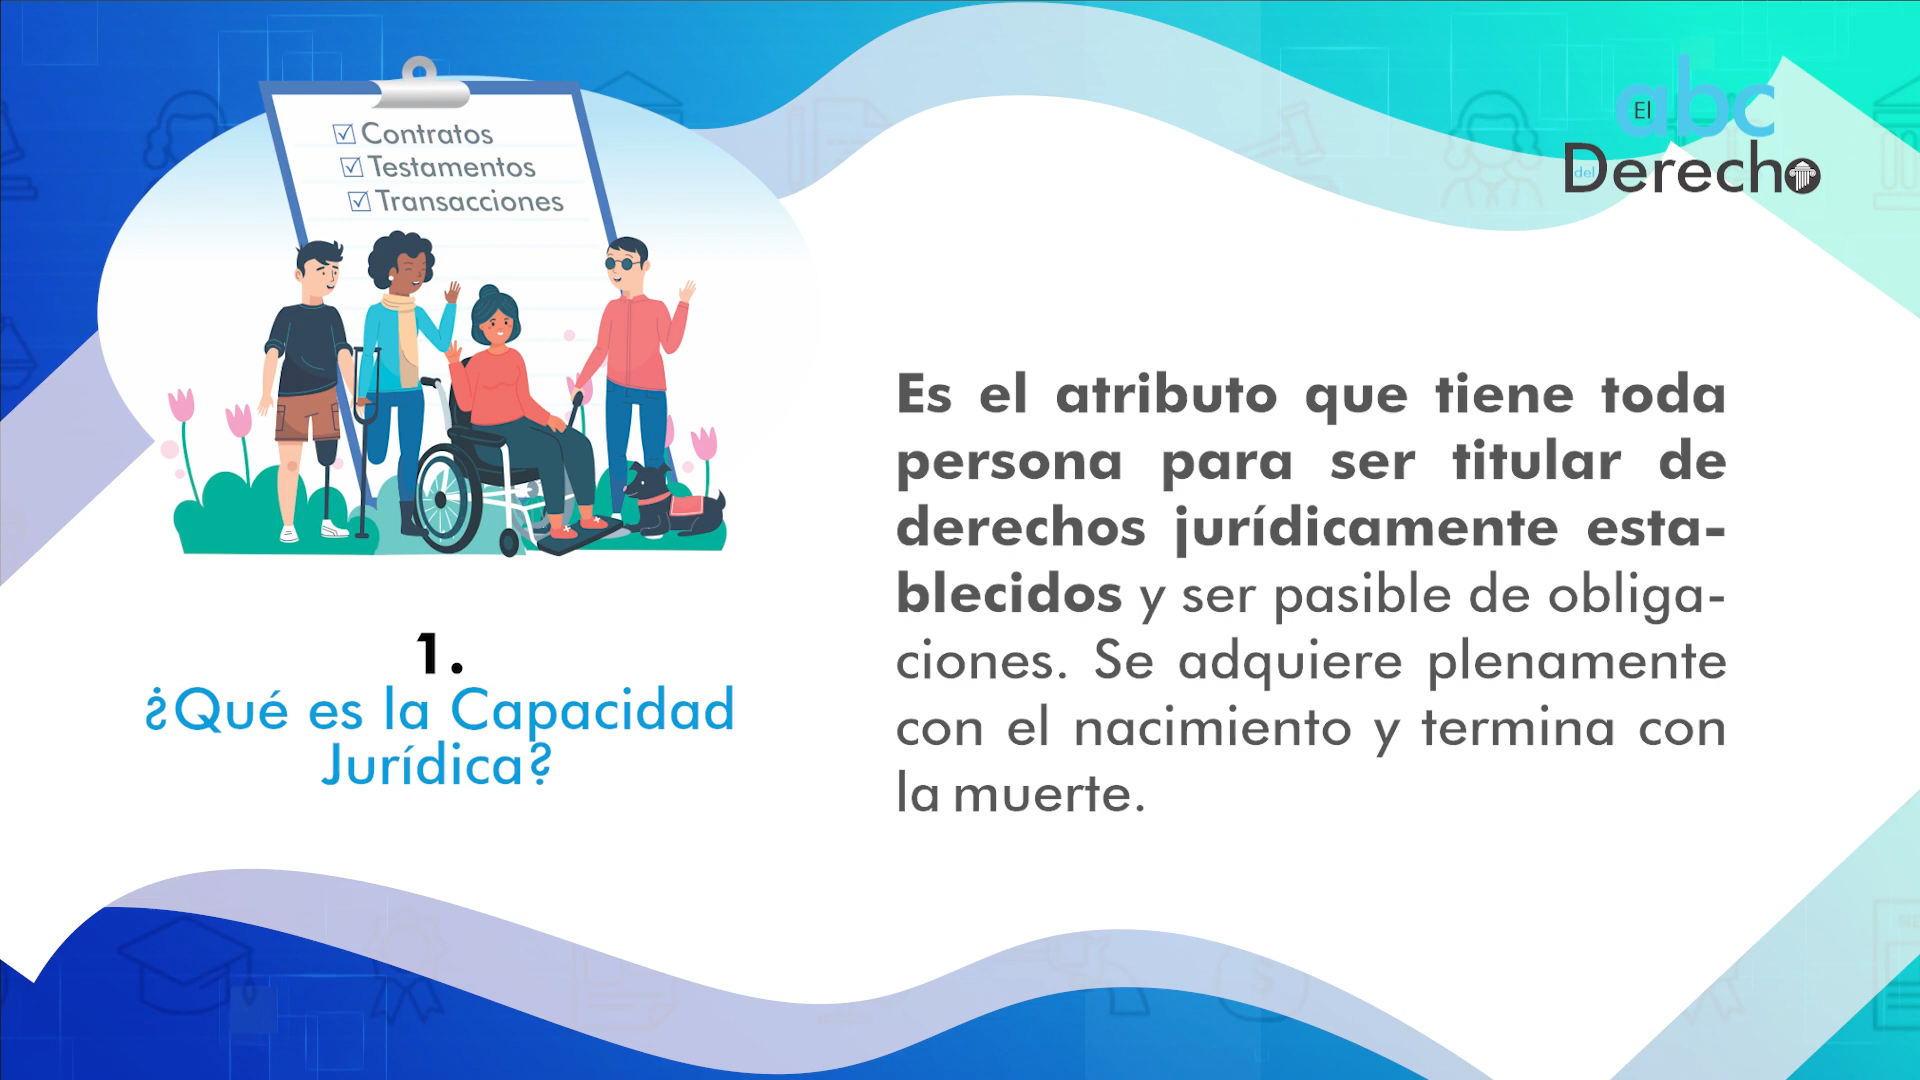 ☑ Contratos
☑ Testamentos
☑ Transacciones
El abc
del Derecho
1.
¿Qué es la Capacidad
Jurídica?
Es el atributo que tiene toda
persona para ser titular de
derechos jurídicamente esta-
blecidos y ser pasible de obliga-
ciones. Se adquiere plenamente
con el nacimiento y termina con
la muerte.